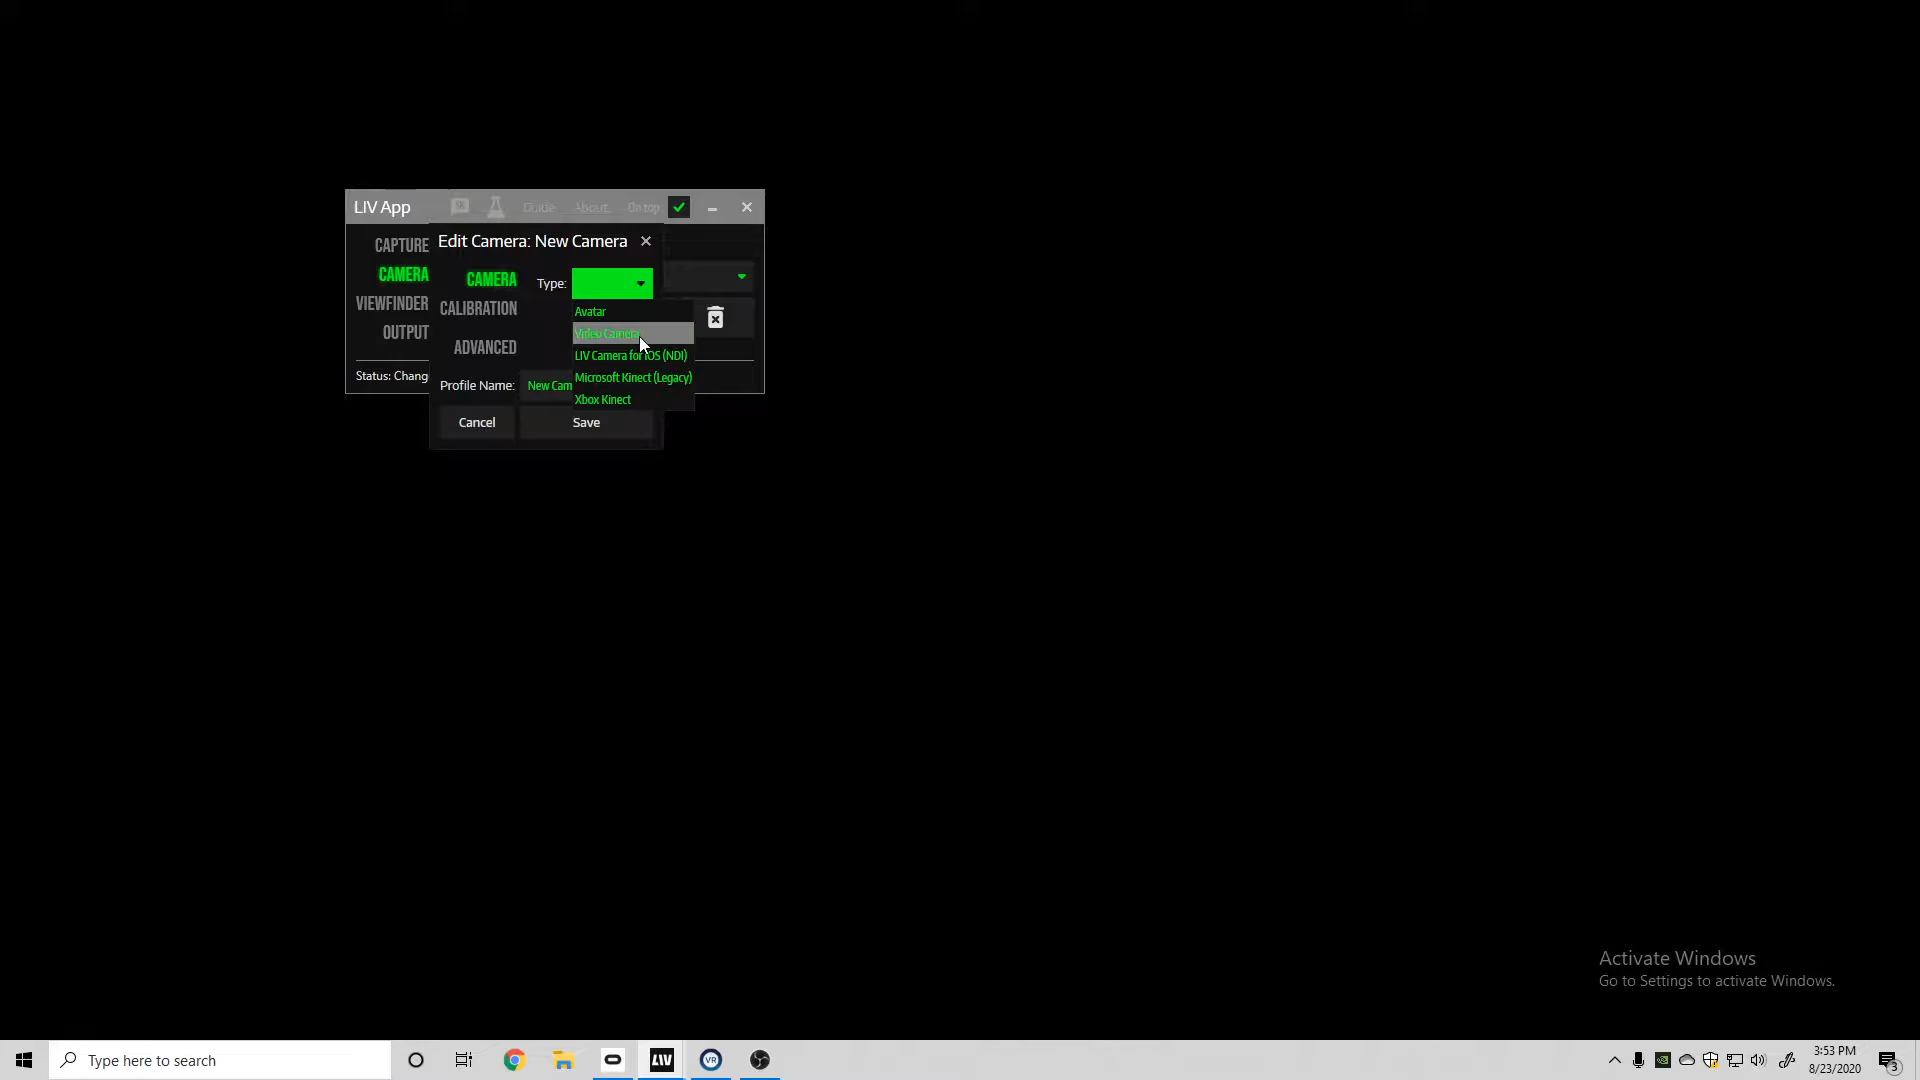 LIV App
Guide
About
On top
CAPTURE
CAMERA
VIEWFINDER
OUTPUT
Status: Chang
Edit Camera: New Camera
CAMERA
CALIBRATION
ADVANCED
Type:
Avatar
Video Camera
LIV Camera for iOS (NDI)
Microsoft Kinect (Legacy)
Xbox Kinect
Profile Name: New Cam
Cancel
Save
Activate Windows
Go to Settings to activate Windows.
Type here to search
LIV
VR
3:53 PM
8/23/2020
3